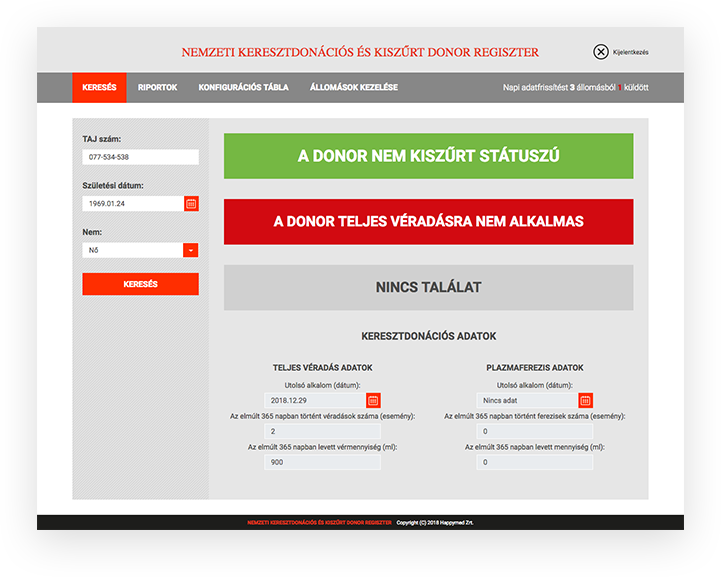 NEMZETI KERESZTDONÁCIÓS ÉS KISZŰRT DONOR REGISZTER
Kijelentkezés
KERESÉS RIPORTOK KONFIGURÁCIÓS TÁBLA ÁLLOMÁSOK KEZELÉSE
Napi adatfrissítést 3 állomásból 1 küldött
TAJ szám:
077-534-538
Születési dátum:
1969.01.24
Nem:
Nő
KERESÉS
A DONOR NEM KISZŰRT STÁTUSZÚ
A DONOR TELJES VÉRADÁSRA NEM ALKALMAS
NINCS TALÁLAT
KERESZTDONÁCIÓS ADATOK
TELJES VÉRADÁS ADATOK
Utolsó alkalom (dátum):
2018.12.29
Az elmúlt 365 napban történt véradások száma (esemény):
2
Az elmúlt 365 napban levett vérmennyiség (ml):
900
PLAZMAFEREZIS ADATOK
Utolsó alkalom (dátum):
Nincs adat
Az elmúlt 365 napban történt ferezisek száma (esemény):
0
Az elmúlt 365 napban levett mennyiség (ml):
0
NEMZETI KERESZTDONÁCIÓS ÉS KISZŰRT DONOR REGISZTER Copyright (C) 2018 Happymed Zrt.